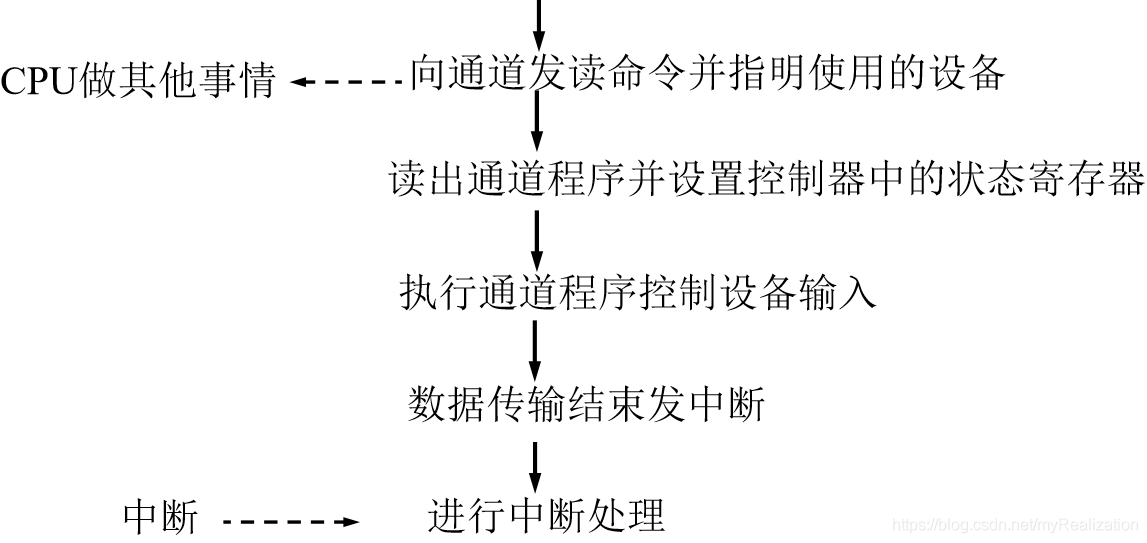 CPU做其他事情
向通道发读命令并指明使用的设备
读出通道程序并设置控制器中的状态寄存器
执行通道程序控制设备输入
数据传输结束发中断
中断
进行中断处理
https://blog.csdn.net/myRealization